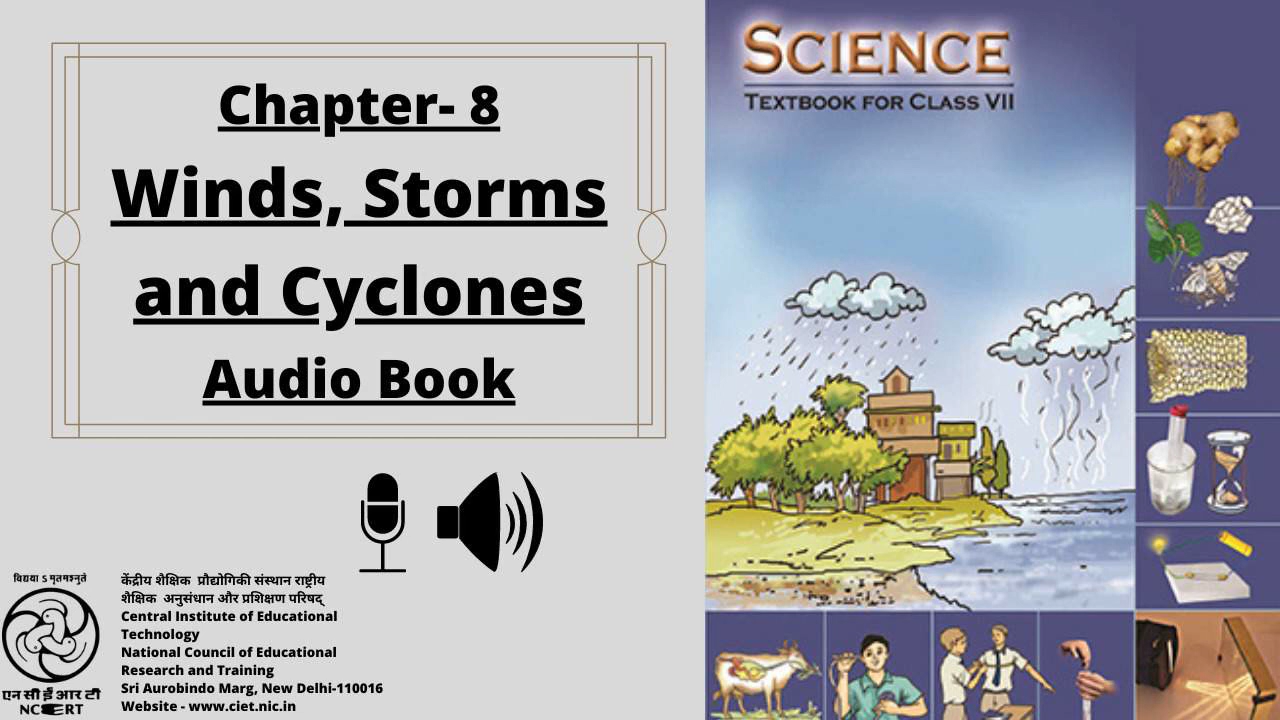 Chapter- 8
Winds, Storms
and Cyclones
Audio Book
विद्यया ऽ मृतमश्नुते
एन सी ई आर टी
NCERT
केंद्रीय शैक्षिक प्रौद्योगिकी संस्थान राष्ट्रीय
शैक्षिक अनुसंधान और प्रशिक्षण परिषद्
Central Institute of Educational
Technology
National Council of Educational
Research and Training
Sri Aurobindo Marg, New Delhi-110016
Website - www.ciet.nic.in
SCIENCE
TEXTBOOK FOR CLASS VII